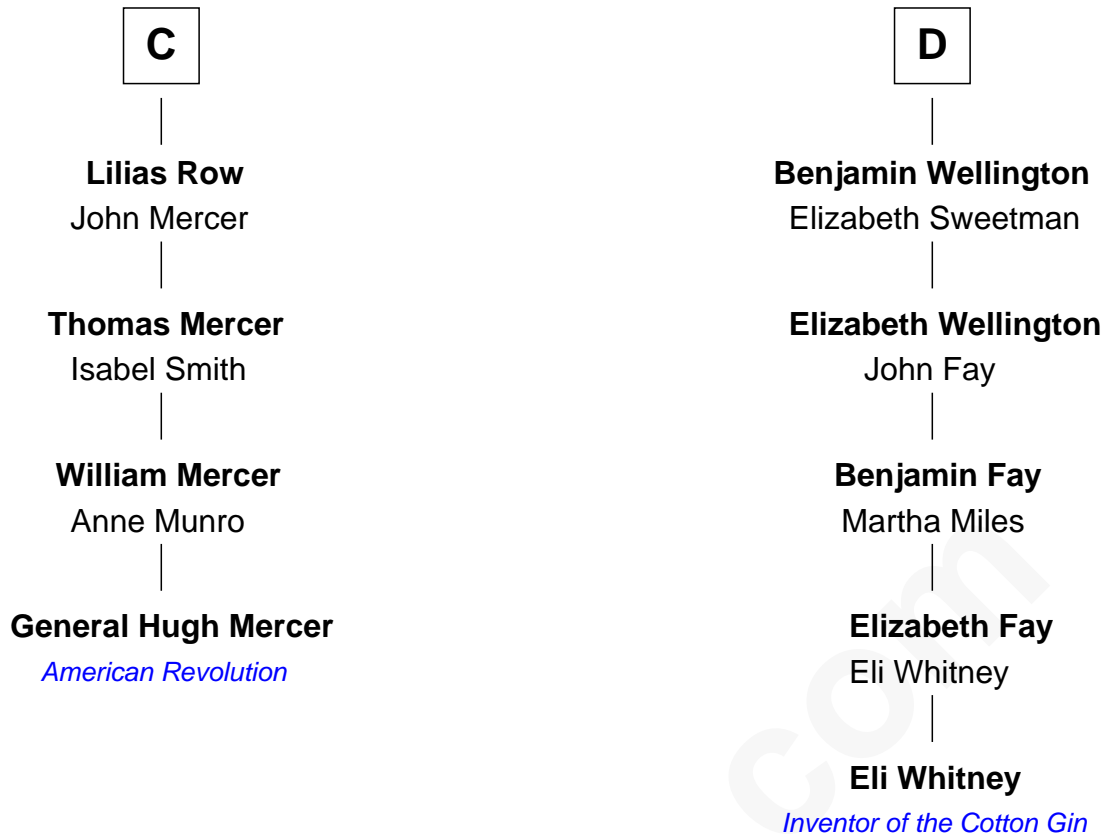 C
Lilias Row
John Mercer
Thomas Mercer
Isabel Smith
William Mercer
Anne Munro
General Hugh Mercer
American Revolution
D
Benjamin Wellington
Elizabeth Sweetman
Elizabeth Wellington
John Fay
Benjamin Fay
Martha Miles
Elizabeth Fay
Eli Whitney
Eli Whitney
Inventor of the Cotton Gin
com